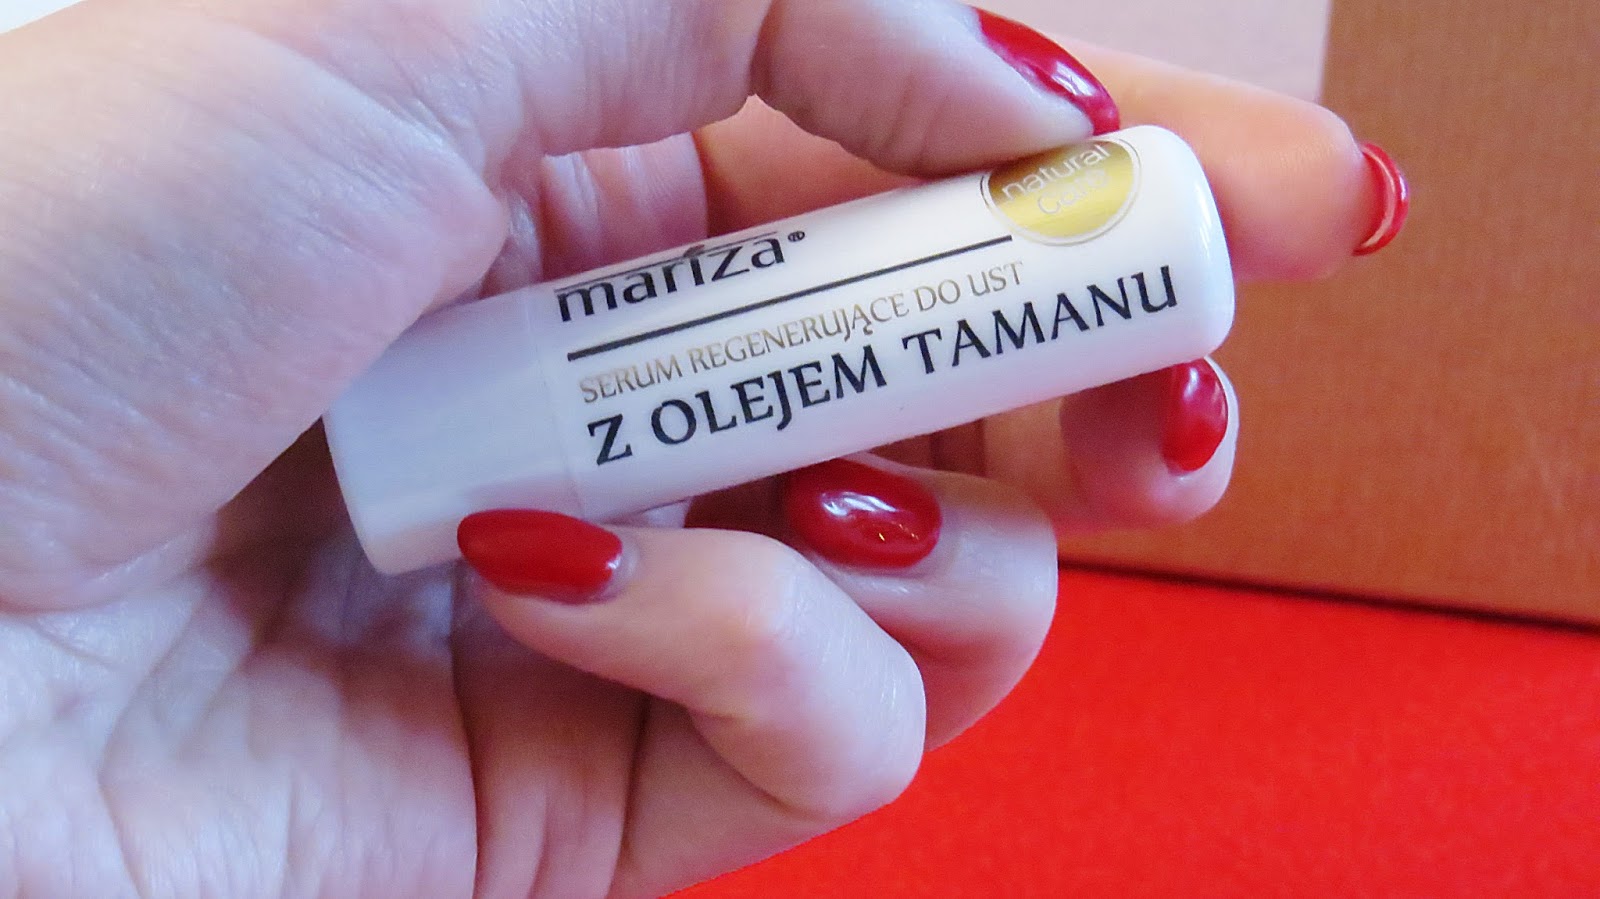 natural
Care
mariza®
SERUM REGENERUJĄCE DO UST
Z OLEJEM TAMANU